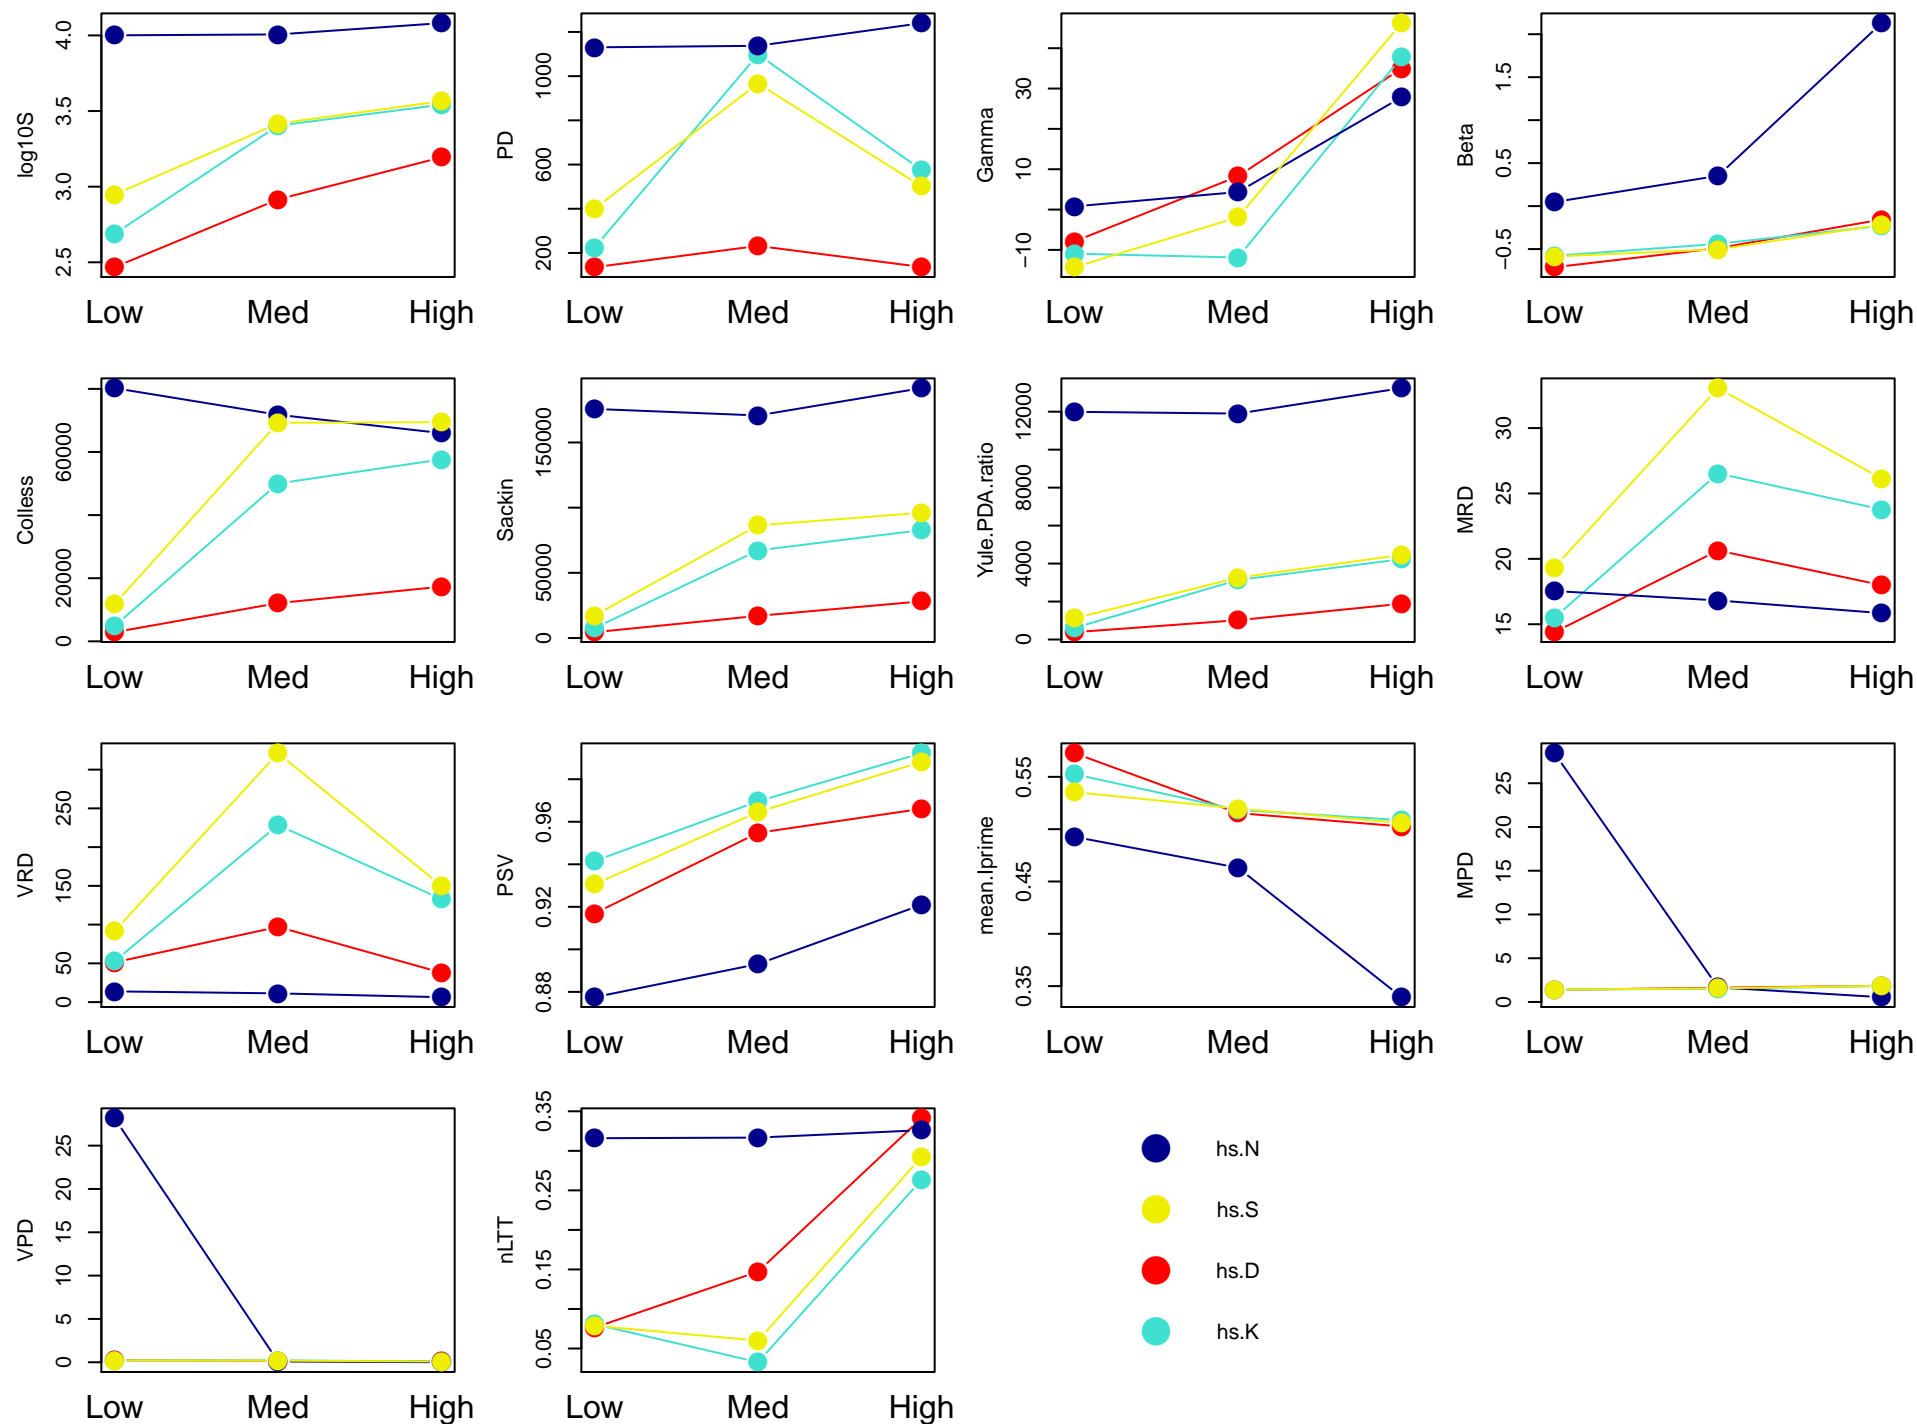 log10S
2.5 3.0 3.5 4.0
Low Med High
PD
200 600 1000
Low Med High
Gamma
−10 10 30
Low Med High
Beta
−0.5 0.5 1.5
Low Med High
Colless
0 20000 60000
Low Med High
Sackin
0 50000 150000
Low Med High
Yule.PDA.ratio
0 4000 8000 12000
Low Med High
MRD
15 20 25 30
Low Med High
VRD
0 50 150 250
Low Med High
PSV
0.88 0.92 0.96
Low Med High
mean.Iprime
0.35 0.45 0.55
Low Med High
MPD
0 5 10 15 20 25
Low Med High
VPD
0 5 10 15 20 25
Low Med High
nLTT
0.05 0.15 0.25 0.35
Low Med High
hs.N
hs.S
hs.D
hs.K